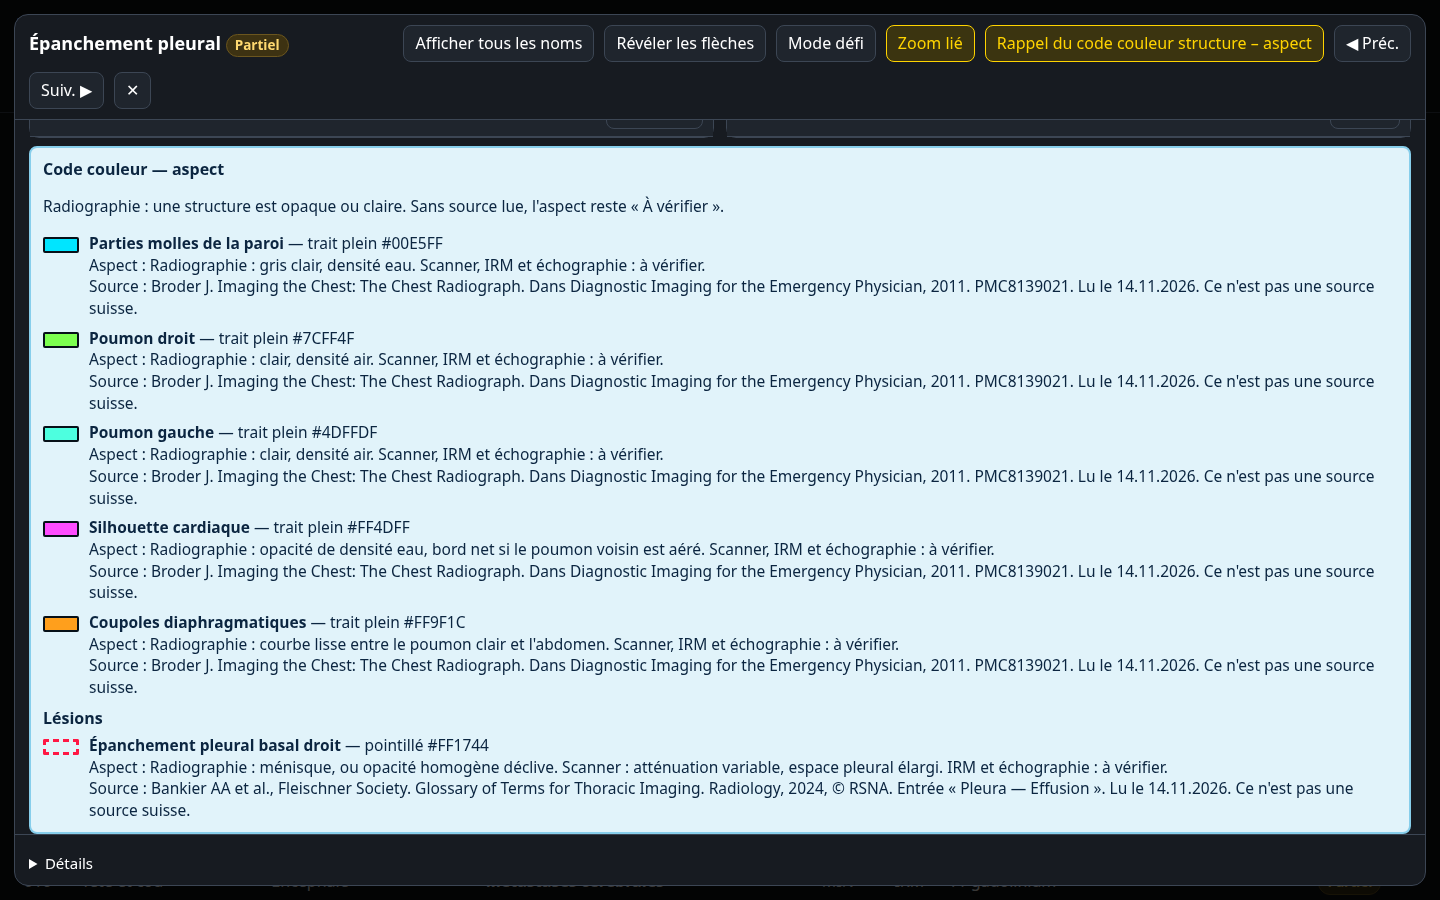 Épanchement pleural Partiel Afficher tous les noms Révéler les flèches Mode défi Zoom lié Rappel du code couleur structure – aspect ◀ Préc.
Suiv. ▶ ✕
Code couleur — aspect
Radiographie : une structure est opaque ou claire. Sans source lue, l'aspect reste « À vérifier ».
Parties molles de la paroi — trait plein #00E5FF
Aspect : Radiographie : gris clair, densité eau. Scanner, IRM et échographie : à vérifier.
Source : Broder J. Imaging the Chest: The Chest Radiograph. Dans Diagnostic Imaging for the Emergency Physician, 2011. PMC8139021. Lu le 14.11.2026. Ce n'est pas une source
suisse.
Poumon droit — trait plein #7CFF4F
Aspect : Radiographie : clair, densité air. Scanner, IRM et échographie : à vérifier.
Source : Broder J. Imaging the Chest: The Chest Radiograph. Dans Diagnostic Imaging for the Emergency Physician, 2011. PMC8139021. Lu le 14.11.2026. Ce n'est pas une source
suisse.
Poumon gauche — trait plein #4DFFDF
Aspect : Radiographie : clair, densité air. Scanner, IRM et échographie : à vérifier.
Source : Broder J. Imaging the Chest: The Chest Radiograph. Dans Diagnostic Imaging for the Emergency Physician, 2011. PMC8139021. Lu le 14.11.2026. Ce n'est pas une source
suisse.
Silhouette cardiaque — trait plein #FF4DFF
Aspect : Radiographie : opacité de densité eau, bord net si le poumon voisin est aéré. Scanner, IRM et échographie : à vérifier.
Source : Broder J. Imaging the Chest: The Chest Radiograph. Dans Diagnostic Imaging for the Emergency Physician, 2011. PMC8139021. Lu le 14.11.2026. Ce n'est pas une source
suisse.
Coupoles diaphragmatiques — trait plein #FF9F1C
Aspect : Radiographie : courbe lisse entre le poumon clair et l'abdomen. Scanner, IRM et échographie : à vérifier.
Source : Broder J. Imaging the Chest: The Chest Radiograph. Dans Diagnostic Imaging for the Emergency Physician, 2011. PMC8139021. Lu le 14.11.2026. Ce n'est pas une source
suisse.
Lésions
Épanchement pleural basal droit — pointillé #FF1744
Aspect : Radiographie : ménisque, ou opacité homogène déclive. Scanner : atténuation variable, espace pleural élargi. IRM et échographie : à vérifier.
Source : Bankier AA et al., Fleischner Society. Glossary of Terms for Thoracic Imaging. Radiology, 2024, © RSNA. Entrée « Pleura — Effusion ». Lu le 14.11.2026. Ce n'est pas une
source suisse.
▶ Détails